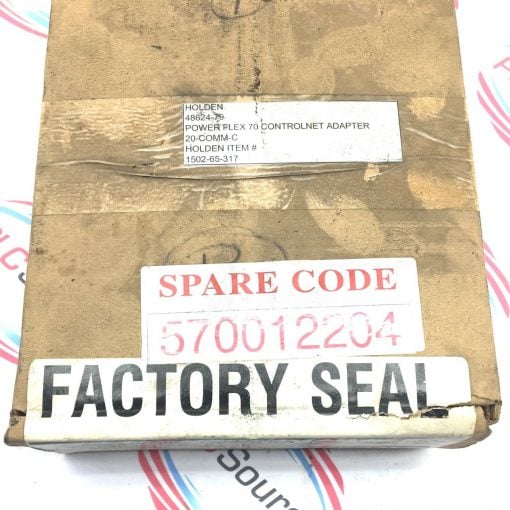 HOLDEN
48624-79
POWER FLEX 70 CONTROLNET ADAPTER
20-COMM-C
HOLDEN ITEM #
1502-65-317
SPARE CODE
570012204
FACTORY SEAL